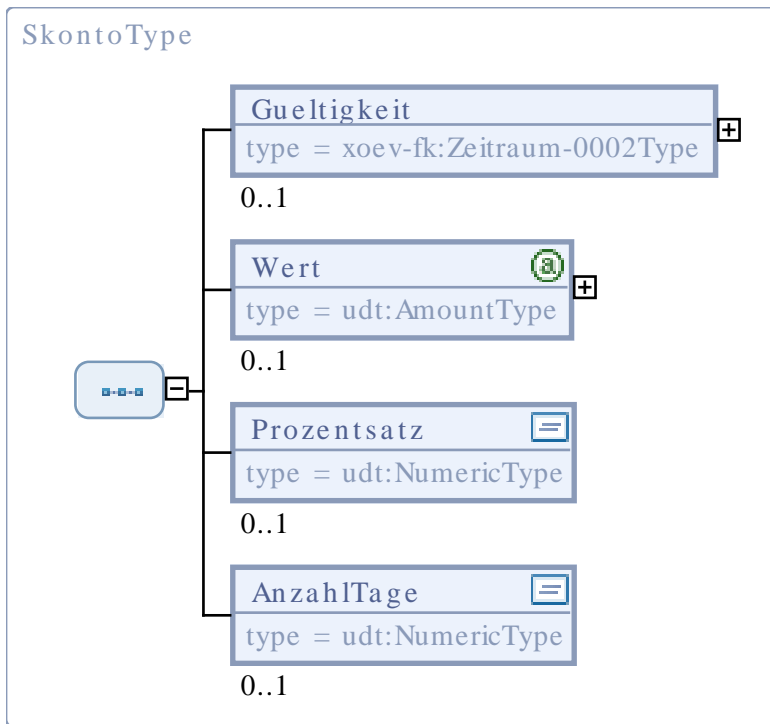 SkontoType
Gueltigkeit
type = xoev-fk:Zeitraum-0002Type
0..1
Wert
type = udt:AmountType
0..1
Prozentsatz
type = udt:NumericType
0..1
AnzahlTage
type = udt:NumericType
0..1